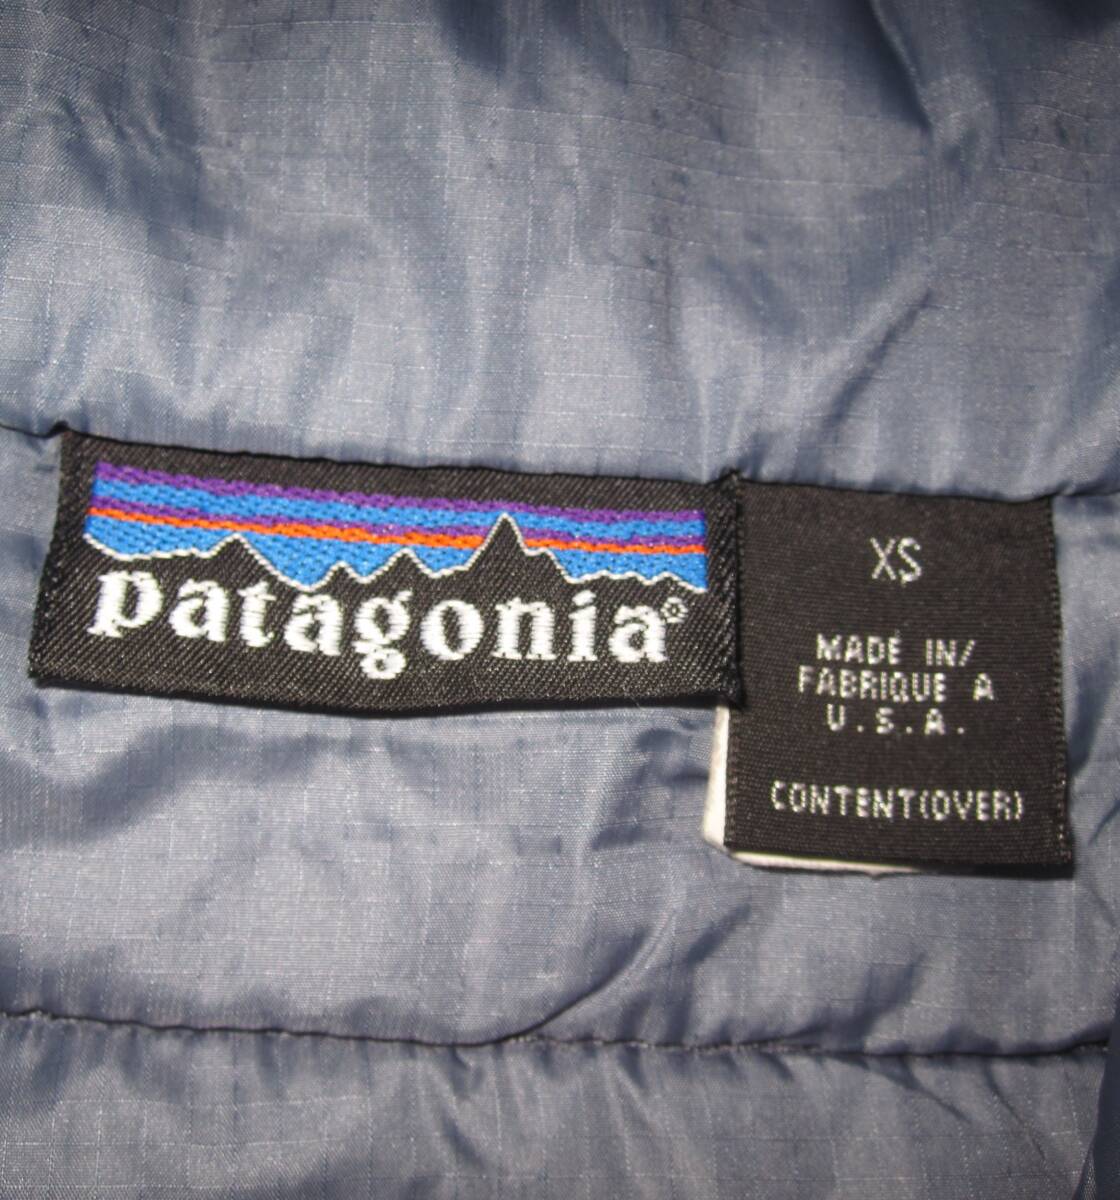 patagonia®
XS
MADE IN/
FABRIQUE A
U.S.A.
CONTENT(OVER)